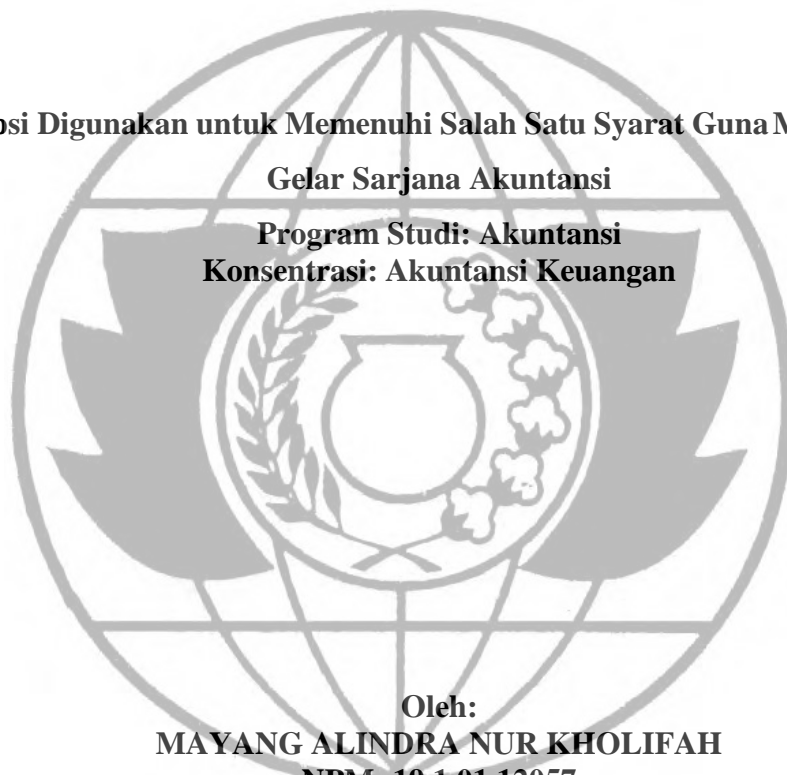 Digunakan untuk Memenuhi Salah Satu Syarat Guna
Gelar Sarjana Akuntansi
Program Studi: Akuntansi
Konsentrasi: Akuntansi Keuangan
Oleh:
MAYANG ALINDRA NUR KHOLIFAH